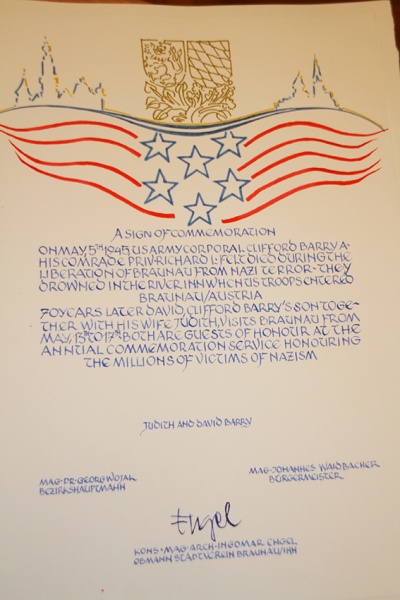 A SIGN OF COMMEMORATION
ON MAY, 5TH 1945, US ARMY CORPORAL CLIFFORD BARRY A·
HIS COMRADE PRIV·RICHARD I· FELT DIED DURING THE
LIBERATION OF BRAUNAU FROM NAZI TERROR·THEY
DROWNED IN THE RIVER INN WHEN US TROOPS ENTERED
BRAUNAU/AUSTRIA
70 YEARS LATER DAVID, CLIFFORD BARRY'S SON TOGE-
THER WITH HIS WIFE JUDITH, VISITS BRAUNAU FROM
MAY, 13TH TO 17TH· BOTH ARE GUESTS OF HONOUR AT THE
ANNUAL COMMEMORATION SERVICE HONOURING
THE MILLIONS OF VICTIMS OF NAZISM
JUDITH AND DAVID BARRY
MAG·DR·GEORG WOJAK
BEZIRKSHAUPTMANN
MAG·JOHANNES WAIDBACHER
BÜRGERMEISTER
Engel
KONS·MAG·ARCH·INGOMAR ENGEL
OBMANN STADTVEREIN BRAUNAU/INN